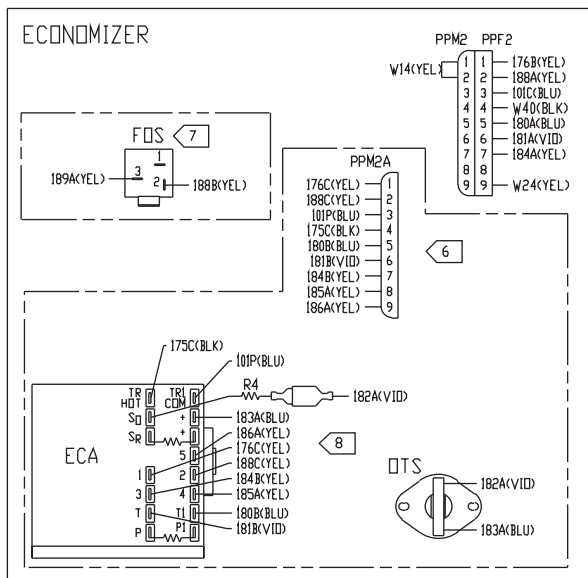 ECONOMIZER
PPM2 PPF2
W14(YEL)
1 1 176B(YEL)
2 2 188A(YEL)
3 3 101C(BLU)
4 4 W40(BLK)
5 5 180A(BLU)
6 6 181A(VIO)
7 7 184A(YEL)
8 8
9 9 W24(YEL)
FOS 7
1
189A(YEL) 3
2 188B(YEL)
PPM2A
176C(YEL) 1
188C(YEL) 2
101P(BLU) 3
175C(BLK) 4
180B(BLU) 5
181B(VIO) 6
184B(YEL) 7
185A(YEL) 8
186A(YEL) 9
6
175C(BLK)
101P(BLU)
R4
182A(VIO)
ECA
TR HOT
TR1 COM
SO +
SR +
5
1 2
3 4
T T1
P P1
183A(BLU)
186A(YEL)
176C(YEL)
188C(YEL)
184B(YEL)
185A(YEL)
180B(BLU)
181B(VIO)
8
OTS
182A(VIO)
183A(BLU)